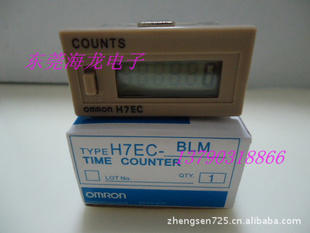 COUNTS
东莞海龙电子
OMRON H7EC
TYPE H7EC-BLM
13790318866
TIME COUNTER
LOT No.
QTY. 1
OMRON
zhengsen725.cn.alibaba.com